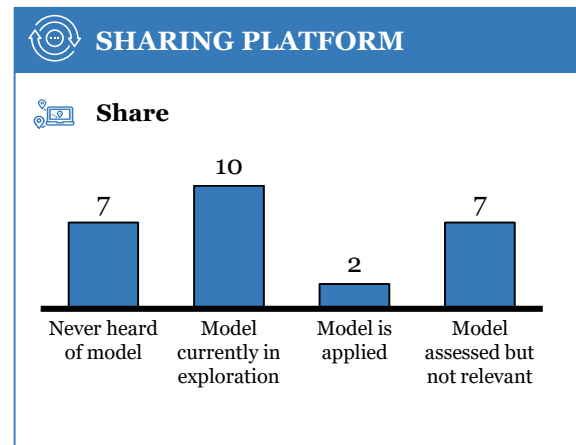 SHARING PLATFORM
Share
7
10
2
7
Never heard
of model
Model
currently in
exploration
Model is
applied
Model
assessed but
not relevant